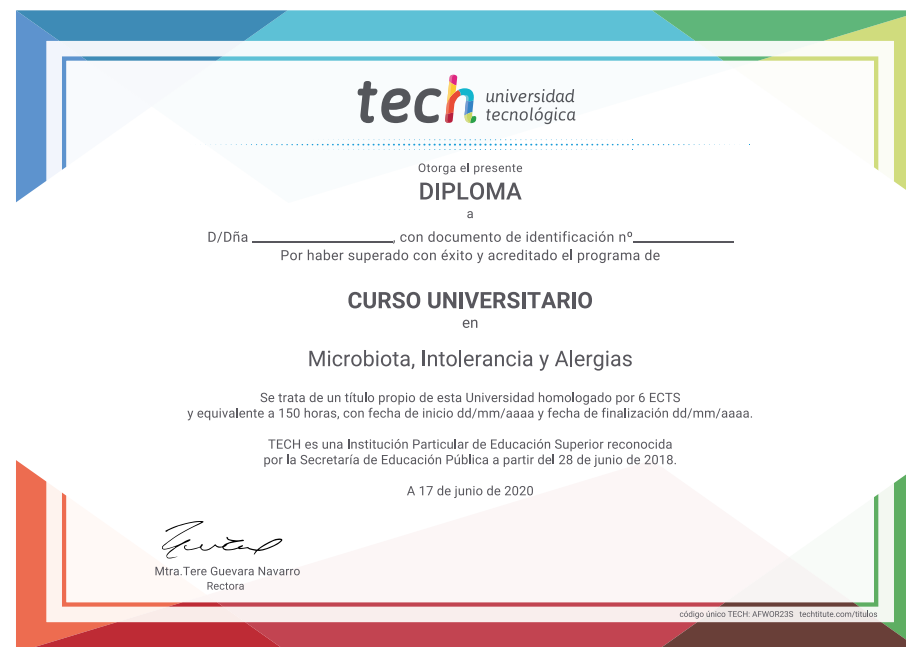 tech universidad
tecnológica
Otorga el presente
DIPLOMA
a
D/Dña ____________________, con documento de identificación nº______________
Por haber superado con éxito y acreditado el programa de
CURSO UNIVERSITARIO
en
Microbiota, Intolerancia y Alergias
Se trata de un título propio de esta Universidad homologado por 6 ECTS
y equivalente a 150 horas, con fecha de inicio dd/mm/aaaa y fecha de finalización dd/mm/aaaa.
TECH es una Institución Particular de Educación Superior reconocida
por la Secretaría de Educación Pública a partir del 28 de junio de 2018.
A 17 de junio de 2020
Mtra.Tere Guevara Navarro
Rectora
código único TECH: AFWOR23S techtitute.com/titulos